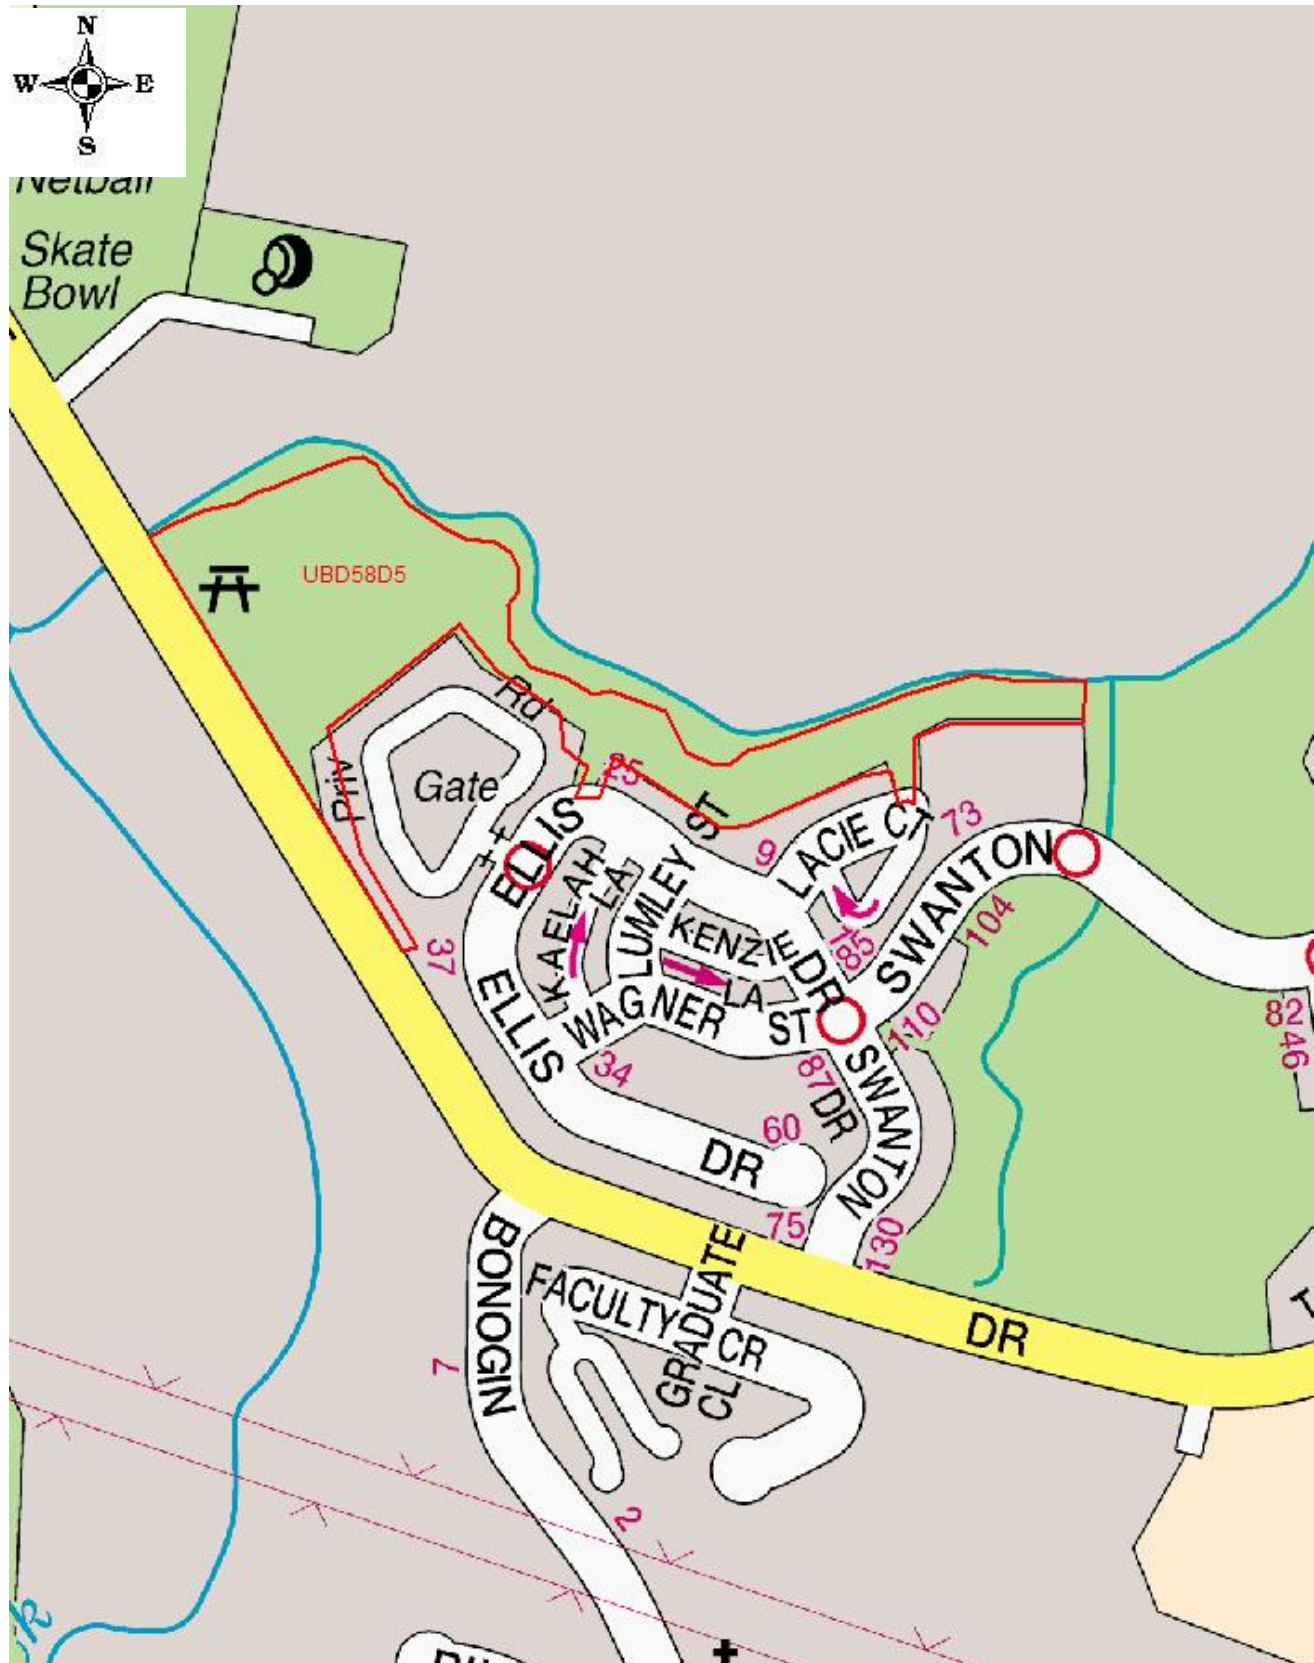 N
W E
S
Netball
Skate
Bowl
UBD58D5
Rd
Priv
Gate
25
ELLIS
ST
9
LACIE CT
73
SWANTON
104
KAELAH
LA
LUMLEY
KENZIE
DR
85
37
ELLIS
WAGNER
LA
ST
110
82
46
34
87
DR
SWANTON
60
DR
75
130
BONOGIN
GRADUATE
CL
FACULTY
CR
DR
7
2